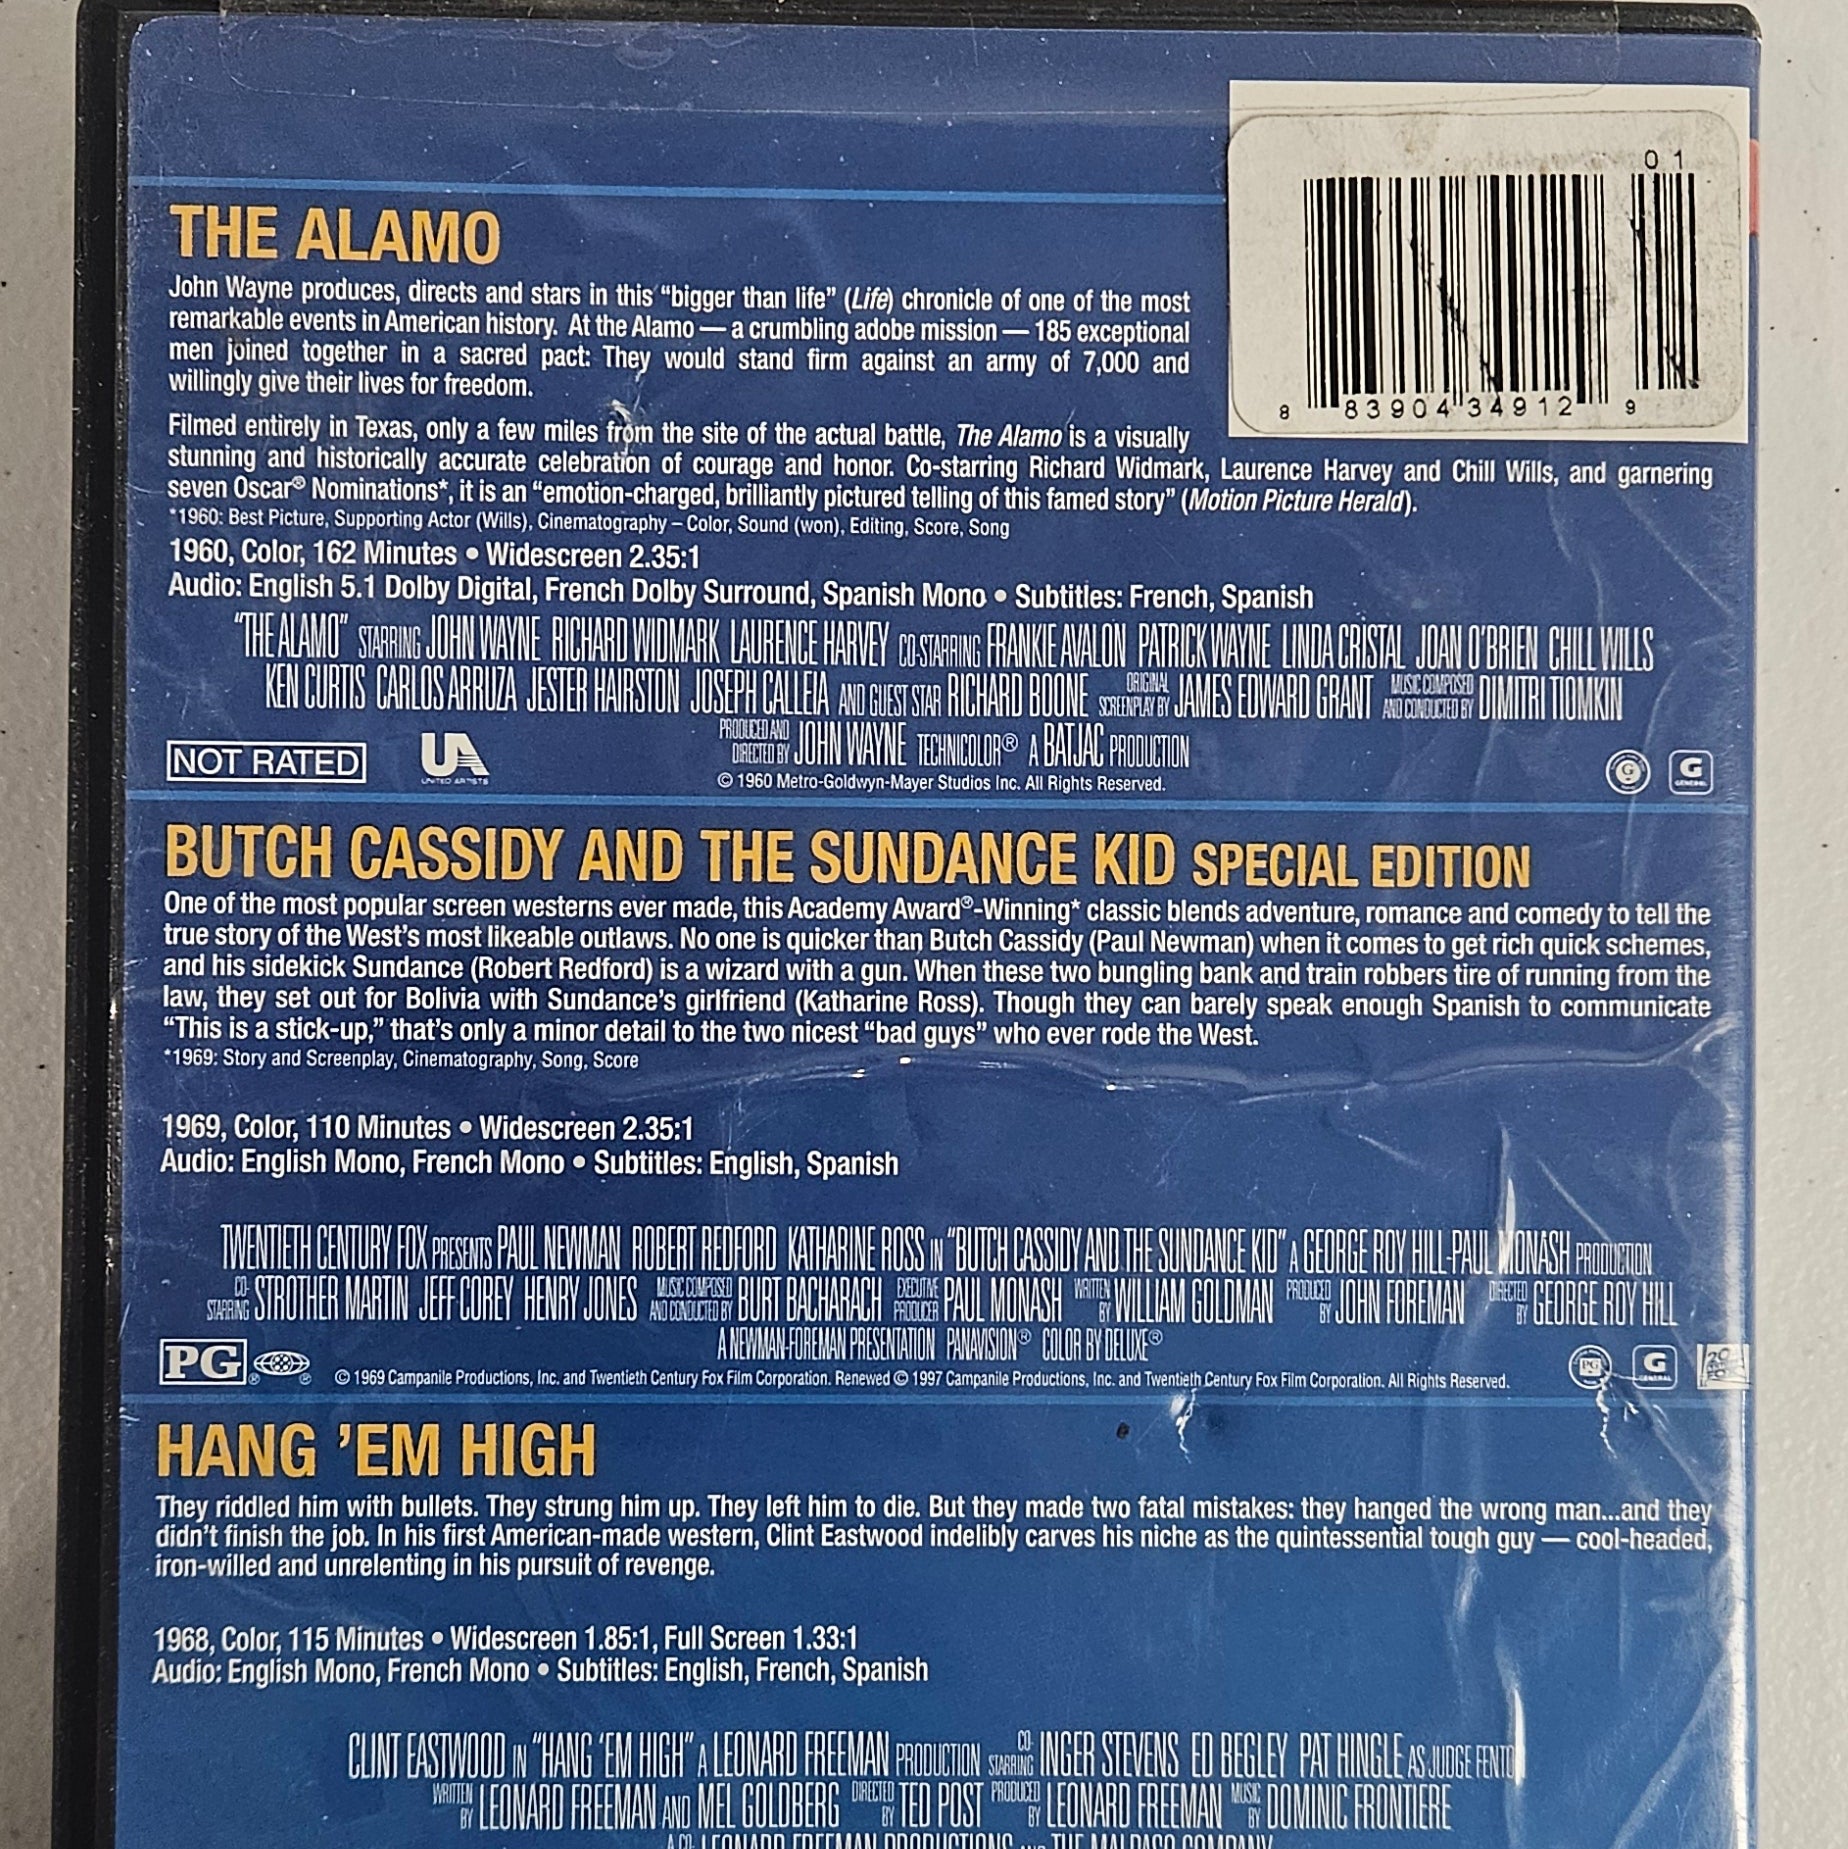 01
8 83904 34912 9
THE ALAMO
John Wayne produces, directs and stars in this “bigger than life” (Life) chronicle of one of the most
remarkable events in American history. At the Alamo — a crumbling adobe mission — 185 exceptional
men joined together in a sacred pact: They would stand firm against an army of 7,000 and
willingly give their lives for freedom.
Filmed entirely in Texas, only a few miles from the site of the actual battle, The Alamo is a visually
stunning and historically accurate celebration of courage and honor. Co-starring Richard Widmark, Laurence Harvey and Chill Wills, and garnering
seven Oscar® Nominations*, it is an “emotion-charged, brilliantly pictured telling of this famed story” (Motion Picture Herald).
*1960: Best Picture, Supporting Actor (Wills), Cinematography – Color, Sound (won), Editing, Score, Song
1960, Color, 162 Minutes • Widescreen 2.35:1
Audio: English 5.1 Dolby Digital, French Dolby Surround, Spanish Mono • Subtitles: French, Spanish
“THE ALAMO” STARRING JOHN WAYNE RICHARD WIDMARK LAURENCE HARVEY CO-STARRING FRANKIE AVALON PATRICK WAYNE LINDA CRISTAL JOAN O’BRIEN CHILL WILLS
KEN CURTIS CARLOS ARRUZA JESTER HAIRSTON JOSEPH CALLEIA AND GUEST STAR RICHARD BOONE ORIGINAL SCREENPLAY BY JAMES EDWARD GRANT MUSIC COMPOSED AND CONDUCTED BY DIMITRI TIOMKIN
PRODUCED AND DIRECTED BY JOHN WAYNE TECHNICOLOR® A BATJAC PRODUCTION
NOT RATED UA UNITED ARTISTS © 1960 Metro-Goldwyn-Mayer Studios Inc. All Rights Reserved. G G GENERAL
BUTCH CASSIDY AND THE SUNDANCE KID SPECIAL EDITION
One of the most popular screen westerns ever made, this Academy Award®-Winning* classic blends adventure, romance and comedy to tell the
true story of the West’s most likeable outlaws. No one is quicker than Butch Cassidy (Paul Newman) when it comes to get rich quick schemes,
and his sidekick Sundance (Robert Redford) is a wizard with a gun. When these two bungling bank and train robbers tire of running from the
law, they set out for Bolivia with Sundance’s girlfriend (Katharine Ross). Though they can barely speak enough Spanish to communicate
“This is a stick-up,” that’s only a minor detail to the two nicest “bad guys” who ever rode the West.
*1969: Story and Screenplay, Cinematography, Song, Score
1969, Color, 110 Minutes • Widescreen 2.35:1
Audio: English Mono, French Mono • Subtitles: English, Spanish
TWENTIETH CENTURY FOX PRESENTS PAUL NEWMAN ROBERT REDFORD KATHARINE ROSS IN “BUTCH CASSIDY AND THE SUNDANCE KID” A GEORGE ROY HILL-PAUL MONASH PRODUCTION
CO-STARRING STROTHER MARTIN JEFF COREY HENRY JONES MUSIC COMPOSED AND CONDUCTED BY BURT BACHARACH EXECUTIVE PRODUCER PAUL MONASH WRITTEN BY WILLIAM GOLDMAN PRODUCED BY JOHN FOREMAN DIRECTED BY GEORGE ROY HILL
A NEWMAN-FOREMAN PRESENTATION PANAVISION® COLOR BY DELUXE®
PG ® ® © 1969 Campanile Productions, Inc. and Twentieth Century Fox Film Corporation. Renewed © 1997 Campanile Productions, Inc. and Twentieth Century Fox Film Corporation. All Rights Reserved. PG G GENERAL 20
HANG ’EM HIGH
They riddled him with bullets. They strung him up. They left him to die. But they made two fatal mistakes: they hanged the wrong man...and they
didn’t finish the job. In his first American-made western, Clint Eastwood indelibly carves his niche as the quintessential tough guy — cool-headed,
iron-willed and unrelenting in his pursuit of revenge.
1968, Color, 115 Minutes • Widescreen 1.85:1, Full Screen 1.33:1
Audio: English Mono, French Mono • Subtitles: English, French, Spanish
CLINT EASTWOOD IN “HANG ’EM HIGH” A LEONARD FREEMAN PRODUCTION CO-STARRING INGER STEVENS ED BEGLEY PAT HINGLE AS JUDGE FENTO
WRITTEN BY LEONARD FREEMAN AND MEL GOLDBERG DIRECTED BY TED POST PRODUCED BY LEONARD FREEMAN MUSIC BY DOMINIC FRONTIERE
A CO- LEONARD FREEMAN PRODUCTIONS AND THE MALPASO COMPANY